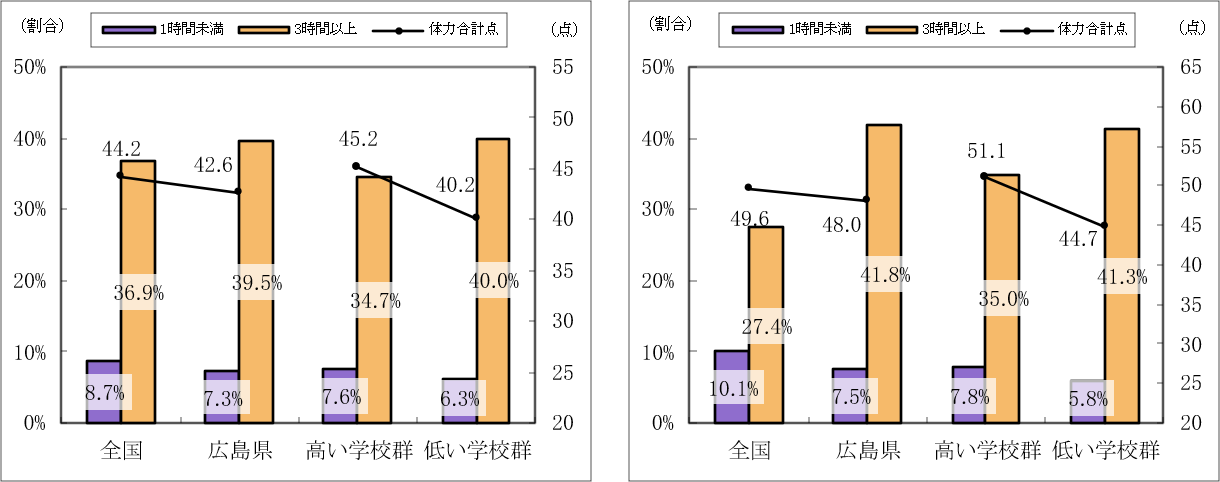 (割合) 1時間未満 3時間以上 体力合計点 (点)
50% 55
50
40% 44.2 42.6 45.2 45
40.2
30% 40
20% 36.9% 39.5% 34.7% 40.0% 35
30
10% 25
8.7% 7.3% 7.6% 6.3%
0% 20
全国 広島県 高い学校群 低い学校群
(割合) 1時間未満 3時間以上 体力合計点 (点)
50% 65
60
40% 55
51.1
50
30% 49.6 48.0 44.7 45
20% 27.4% 41.8% 35.0% 41.3% 40
35
10% 30
10.1% 7.5% 7.8% 5.8% 25
0% 20
全国 広島県 高い学校群 低い学校群